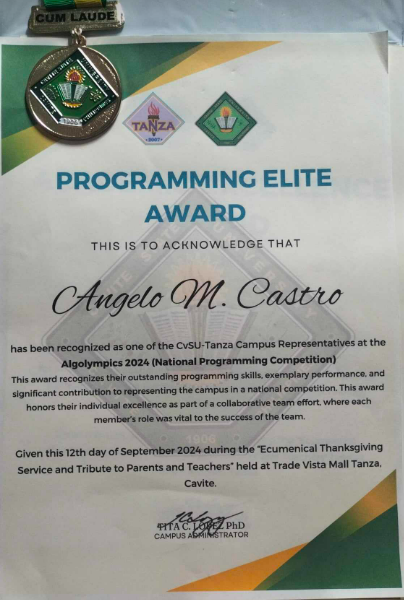 CUM LAUDE
TANZA
2007
PROGRAMMING ELITE
AWARD
THIS IS TO ACKNOWLEDGE THAT
Angelo M. Castro
has been recognized as one of the CvSU-Tanza Campus Representatives at the
Algolympics 2024 (National Programming Competition)
This award recognizes their outstanding programming skills, exemplary performance, and
significant contribution to representing the campus in a national competition. This award
honors their individual excellence as part of a collaborative team effort, where each
member's role was vital to the success of the team.
1906
Given this 12th day of September 2024 during the "Ecumenical Thanksgiving
Service and Tribute to Parents and Teachers" held at Trade Vista Mall Tanza,
Cavite.
TITA C. LOPEZ PhD
CAMPUS ADMINISTRATOR